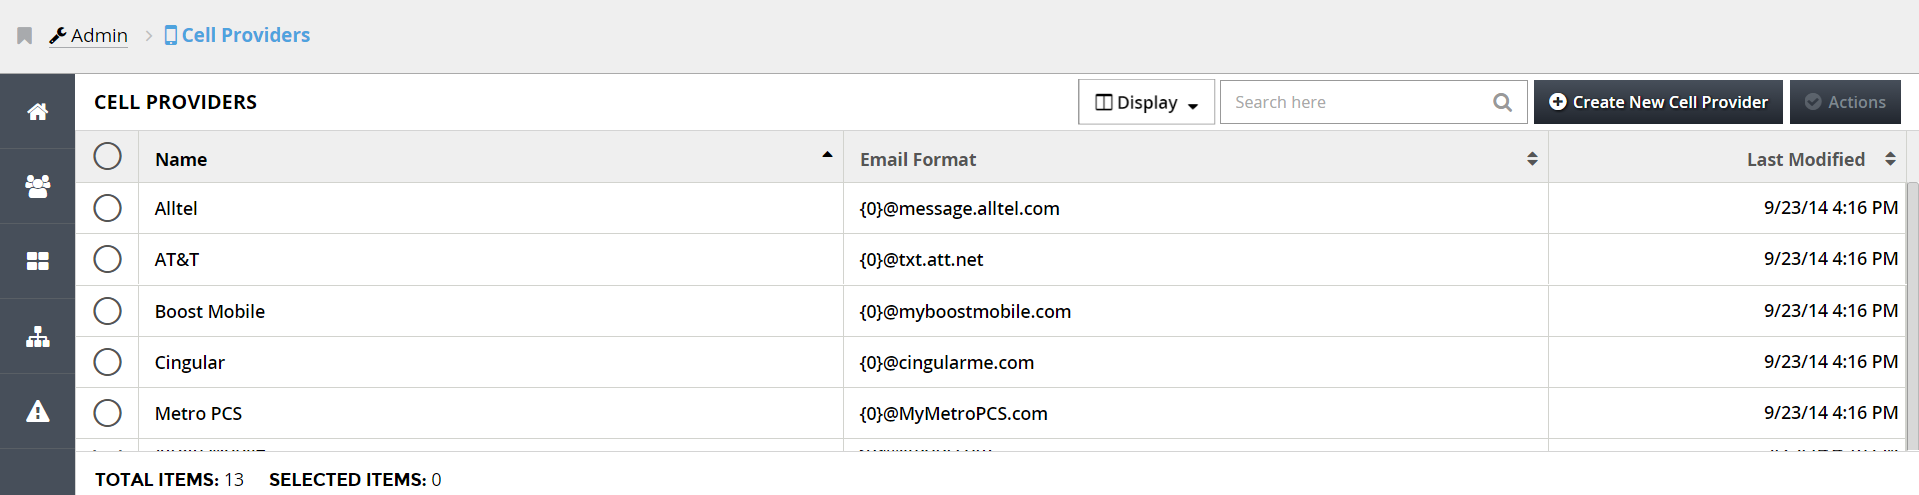 Admin > Cell Providers
CELL PROVIDERS Display Search here Create New Cell Provider Actions
Name Email Format Last Modified
Alltel {0}@message.alltel.com 9/23/14 4:16 PM
AT&T {0}@txt.att.net 9/23/14 4:16 PM
Boost Mobile {0}@myboostmobile.com 9/23/14 4:16 PM
Cingular {0}@cingularme.com 9/23/14 4:16 PM
Metro PCS {0}@MyMetroPCS.com 9/23/14 4:16 PM
TOTAL ITEMS: 13 SELECTED ITEMS: 0